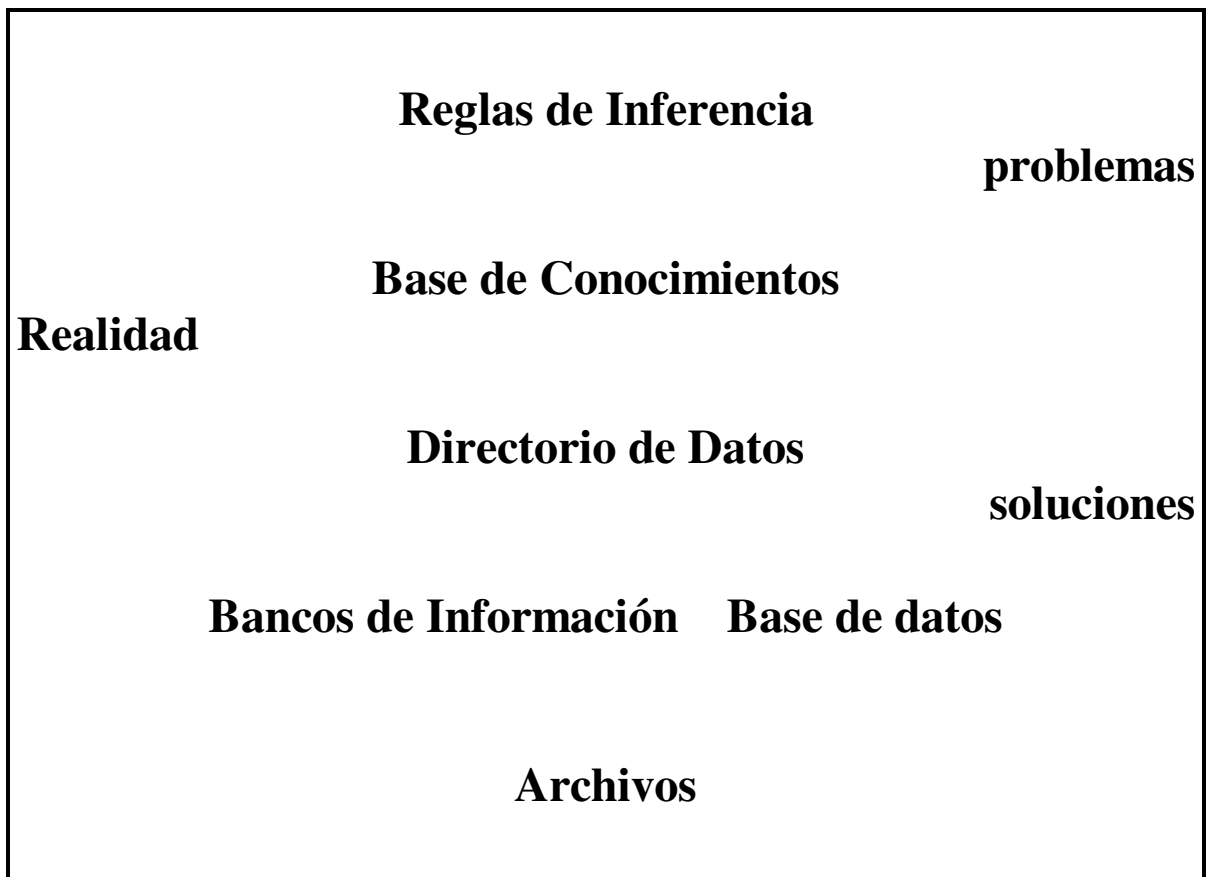 Reglas de Inferencia
problemas
Base de Conocimientos
Realidad
Directorio de Datos
soluciones
Bancos de Información Base de datos
Archivos